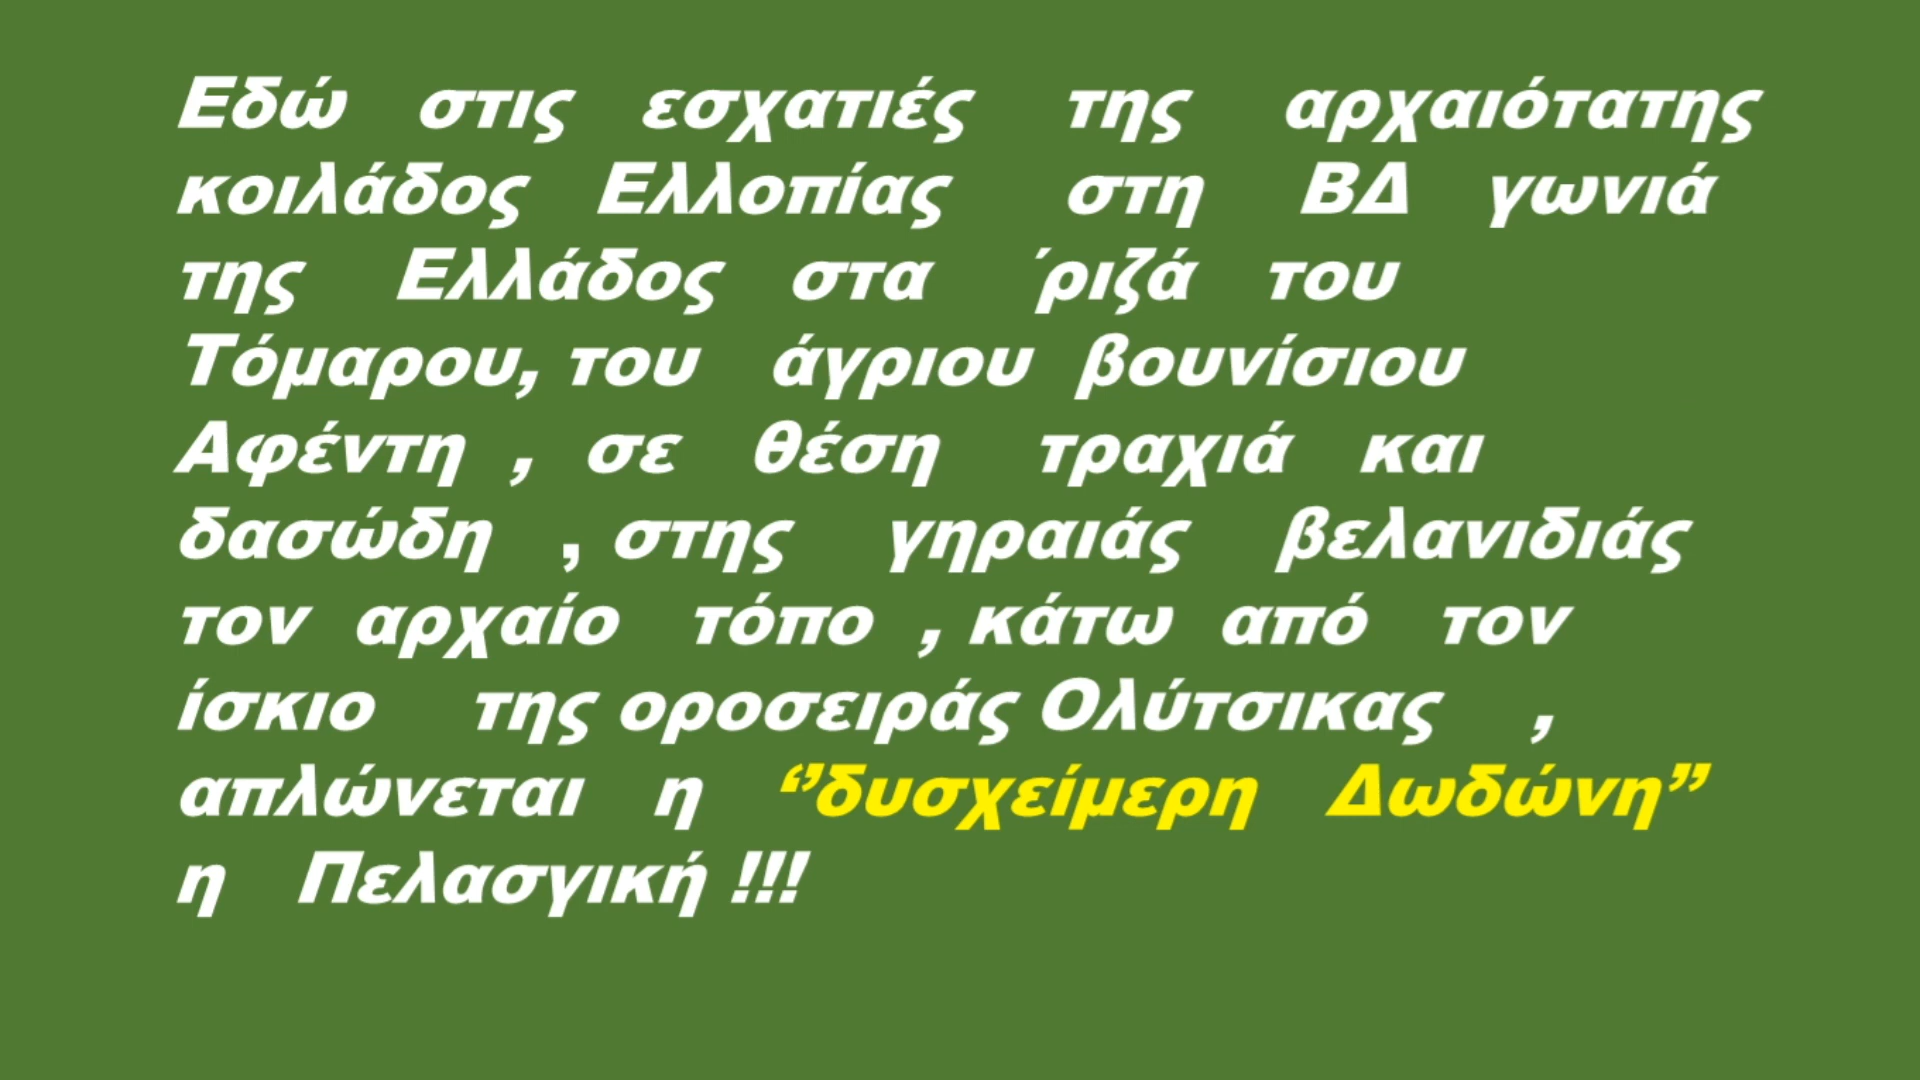 Εδώ στις εσχατιές της αρχαιότατης
κοιλάδος Ελλοπίας στη ΒΔ γωνιά
της Ελλάδος στα ΄ριζά του
Τόμαρου, του άγριου βουνίσιου
Αφέντη , σε θέση τραχιά και
δασώδη , στης γηραιάς βελανιδιάς
τον αρχαίο τόπο , κάτω από τον
ίσκιο της οροσειράς Ολύτσικας ,
απλώνεται η ‘’δυσχείμερη Δωδώνη’’
η Πελασγική !!!